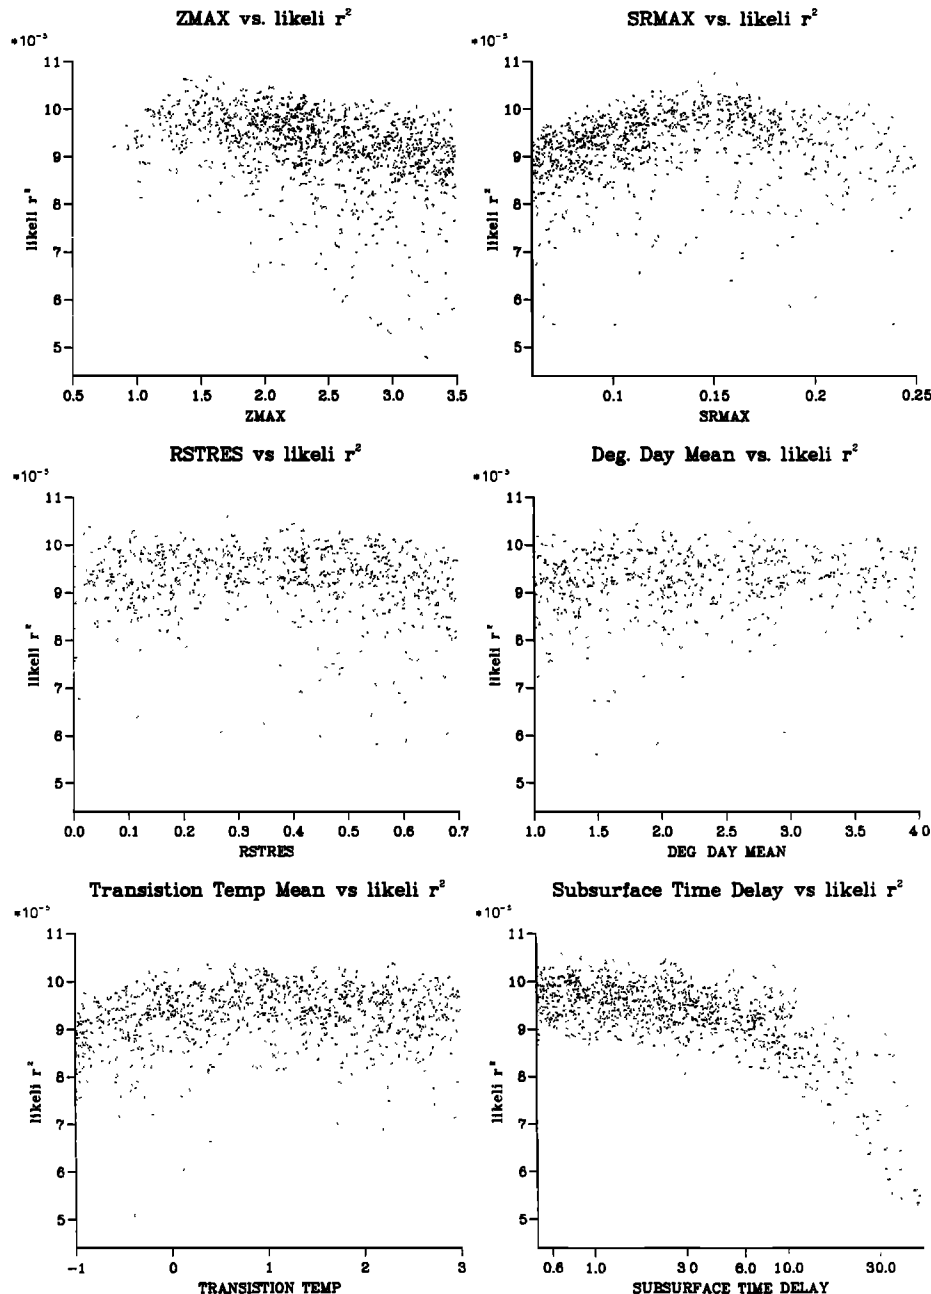 ZMAX vs. likeli r²
*10⁻⁵
11
10
9
8
7
6
5
likeli r²
0.5 1.0 1.5 2.0 2.5 3.0 3.5
ZMAX
SRMAX vs. likeli r²
*10⁻⁵
11
10
9
8
7
6
5
likeli r²
0.1 0.15 0.2 0.25
SRMAX
RSTRES vs likeli r²
*10⁻⁵
11
10
9
8
7
6
5
likeli r²
0.0 0.1 0.2 0.3 0.4 0.5 0.6 0.7
RSTRES
Deg. Day Mean vs. likeli r²
*10⁻⁵
11
10
9
8
7
6
5
likeli r²
1.0 1.5 2.0 2.5 3.0 3.5 4 0
DEG DAY MEAN
Transistion Temp Mean vs likeli r²
*10⁻⁵
11
10
9
8
7
6
5
likeli r²
-1 0 1 2 3
TRANSISTION TEMP
Subsurface Time Delay vs likeli r²
*10⁻⁵
11
10
9
8
7
6
5
likeli r²
0.6 1.0 3 0 6.0 10.0 30.0
SUBSURFACE TIME DELAY